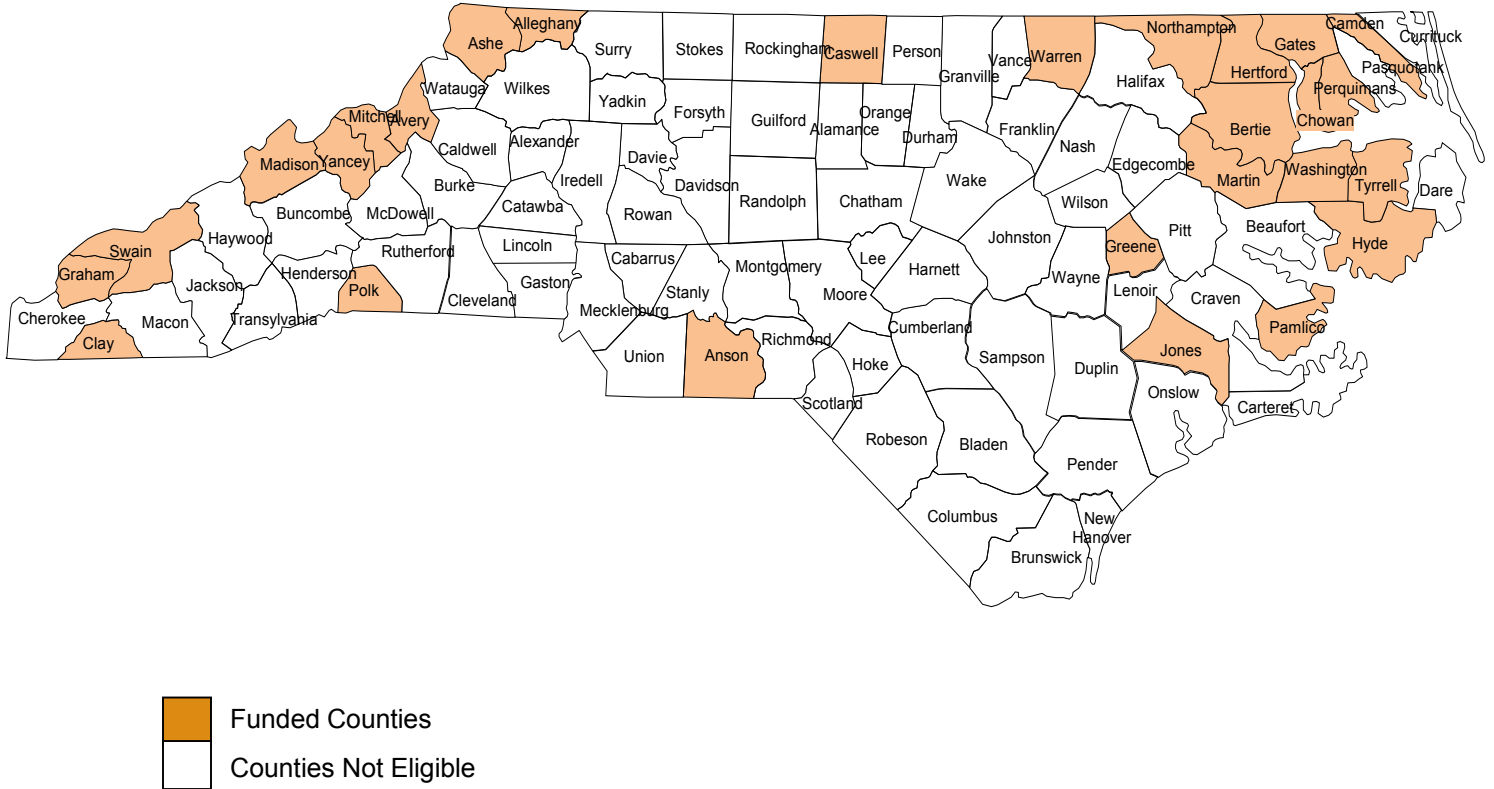 Alleghany
Ashe
Surry
Stokes
Rockingham
Caswell
Person
Granville
Vance
Warren
Northampton
Gates
Hertford
Camden
Currituck
Pasquotank
Perquimans
Chowan
Halifax
Watauga
Wilkes
Yadkin
Forsyth
Guilford
Alamance
Orange
Durham
Franklin
Nash
Edgecombe
Bertie
Martin
Washington
Tyrrell
Dare
Mitchell
Avery
Madison
Yancey
Caldwell
Alexander
Burke
Iredell
Davie
Davidson
Randolph
Chatham
Wake
Wilson
Catawba
Rowan
Buncombe
McDowell
Haywood
Swain
Graham
Jackson
Rutherford
Henderson
Polk
Lincoln
Gaston
Cleveland
Cabarrus
Stanly
Mecklenburg
Montgomery
Lee
Moore
Harnett
Johnston
Wayne
Greene
Pitt
Beaufort
Hyde
Lenoir
Craven
Pamlico
Cherokee
Clay
Macon
Transylvania
Union
Anson
Richmond
Scotland
Hoke
Cumberland
Sampson
Duplin
Jones
Onslow
Carteret
Robeson
Bladen
Pender
Columbus
New
Hanover
Brunswick
Funded Counties
Counties Not Eligible